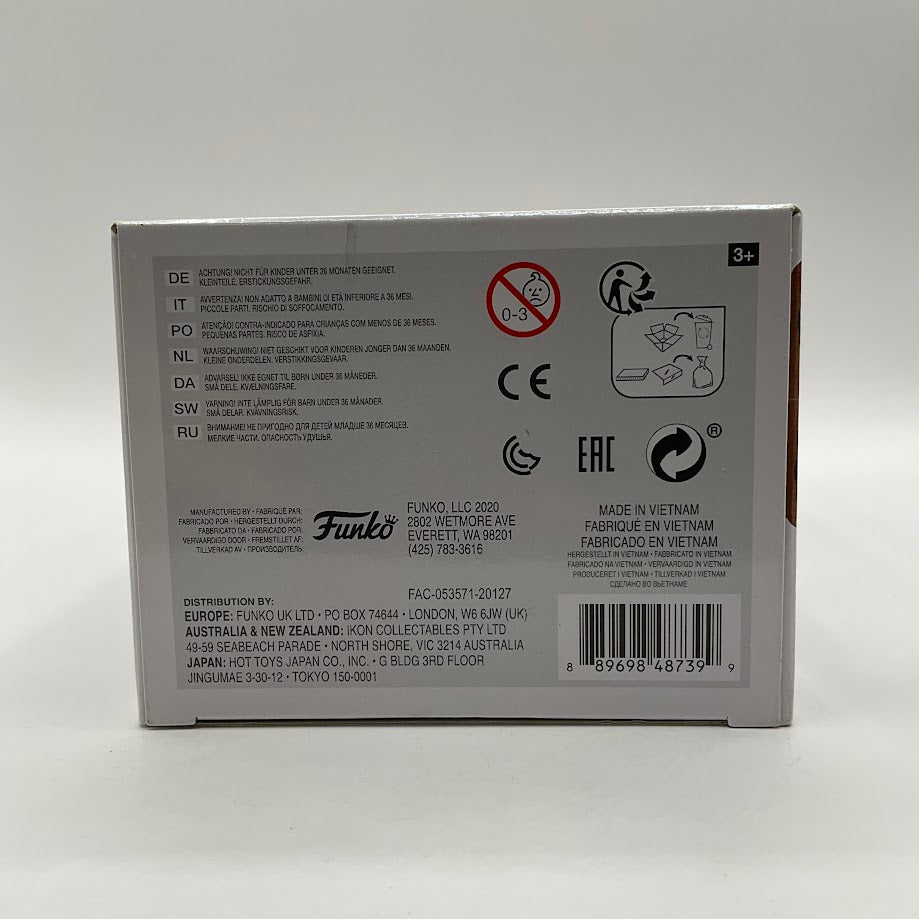 3+
DE ACHTUNG! NICHT FÜR KINDER UNTER 36 MONATEN GEEIGNET.
KLEINTEILE. ERSTICKUNGSGEFAHR.
IT AVVERTENZA! NON ADATTO A BAMBINI DI ETÀ INFERIORE A 36 MESI.
PICCOLE PARTI. RISCHIO DI SOFFOCAMENTO.
PO ATENÇÃO! CONTRA-INDICADO PARA CRIANÇAS COM MENOS DE 36 MESES.
PEQUENAS PARTES. RISCO DE ASFIXIA.
NL WAARSCHUWING! NIET GESCHIKT VOOR KINDEREN JONGER DAN 36 MAANDEN.
KLEINE ONDERDELEN. VERSTIKKINGSGEVAAR.
DA ADVARSEL! IKKE EGNET TIL BØRN UNDER 36 MÅNEDER.
SMÅ DELE. KVÆLNINGSFARE.
SW VARNING! INTE LÄMPLIG FÖR BARN UNDER 36 MÅNADER.
SMÅ DELAR. KVÄVNINGSRISK.
RU ВНИМАНИЕ! НЕ ПРИГОДНО ДЛЯ ДЕТЕЙ МЛАДШЕ 36 МЕСЯЦЕВ.
МЕЛКИЕ ЧАСТИ. ОПАСНОСТЬ УДУШЬЯ.
0-3
CE
EAC
®
MANUFACTURED BY • FABRIQUÉ PAR:
FABRICADO POR • HERGESTELLT DURCH:
FABBRICATO DA • FABRICADO POR:
VERVAARDIGD DOOR • FREMSTILLET AF:
TILLVERKAD AV • ПРОИЗВОДИТЕЛЬ:
Funko
FUNKO, LLC 2020
2802 WETMORE AVE
EVERETT, WA 98201
(425) 783-3616
MADE IN VIETNAM
FABRIQUÉ EN VIETNAM
FABRICADO EN VIETNAM
HERGESTELLT IN VIETNAM • FABBRICATO IN VIETNAM
FABRICADO NA VIETNAM • VERVAARDIGD IN VIETNAM
PRODUCERET I VIETNAM • TILLVERKAD I VIETNAM
СДЕЛАНО ВО ВЬЕТНАМЕ
FAC-053571-20127
DISTRIBUTION BY:
EUROPE: FUNKO UK LTD • PO BOX 74644 • LONDON, W6 6JW (UK)
AUSTRALIA & NEW ZEALAND: IKON COLLECTABLES PTY LTD
49-59 SEABEACH PARADE • NORTH SHORE, VIC 3214 AUSTRALIA
JAPAN: HOT TOYS JAPAN CO., INC. • G BLDG 3RD FLOOR
JINGUMAE 3-30-12 • TOKYO 150-0001
8 89698 48739 9